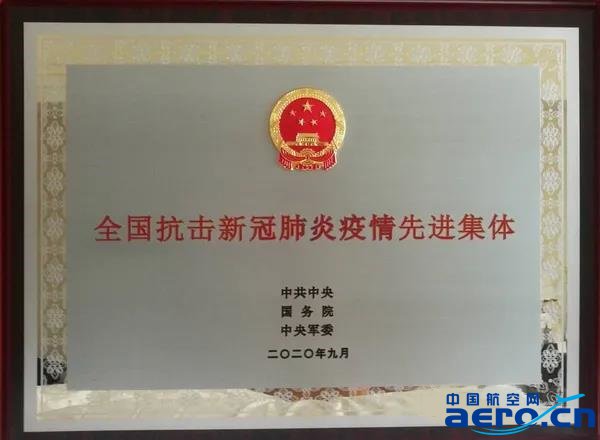 全国抗击新冠肺炎疫情先进集体
中共中央
国务院
中央军委
二〇二〇年九月
中国航空网
aero.cn